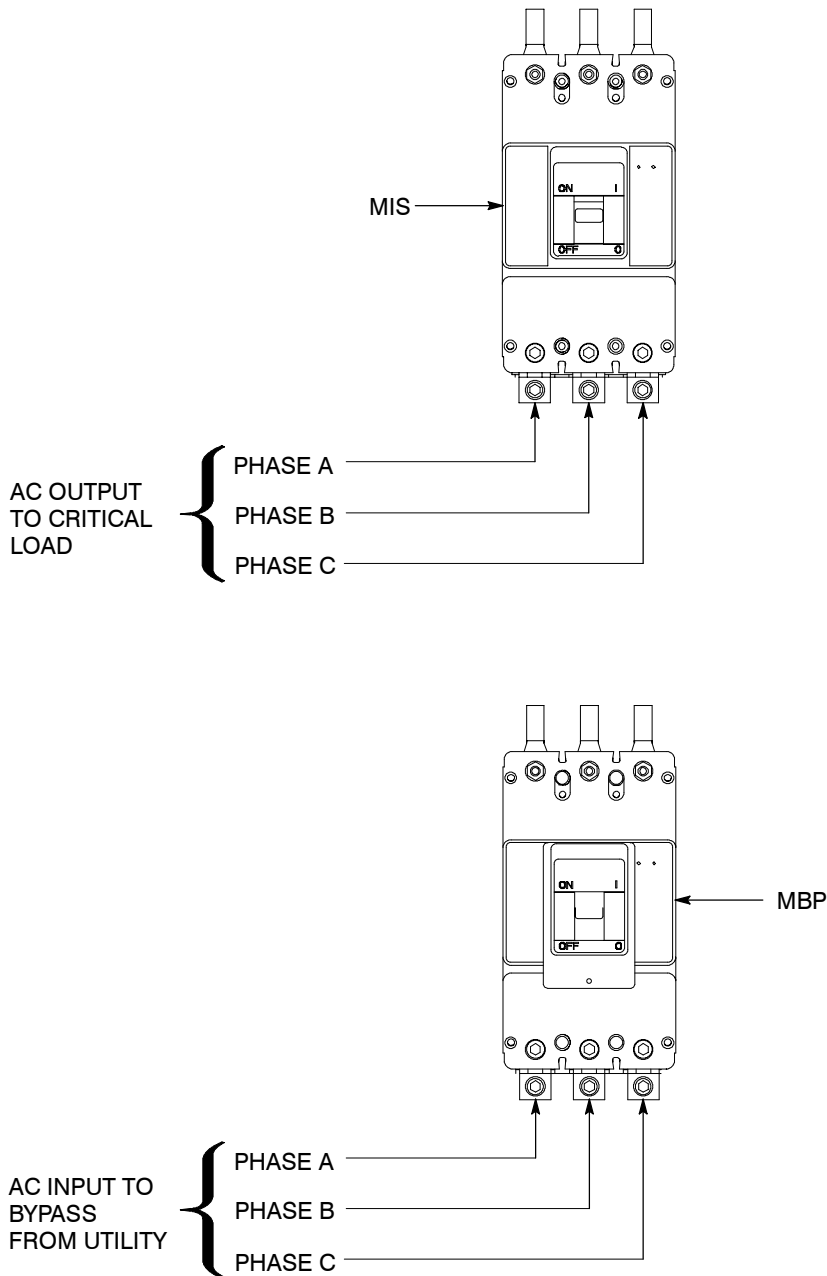 ON I
MIS
OFF O
PHASE A
AC OUTPUT
TO CRITICAL
LOAD
PHASE B
PHASE C
ON I
MBP
OFF O
PHASE A
AC INPUT TO
BYPASS
FROM UTILITY
PHASE B
PHASE C